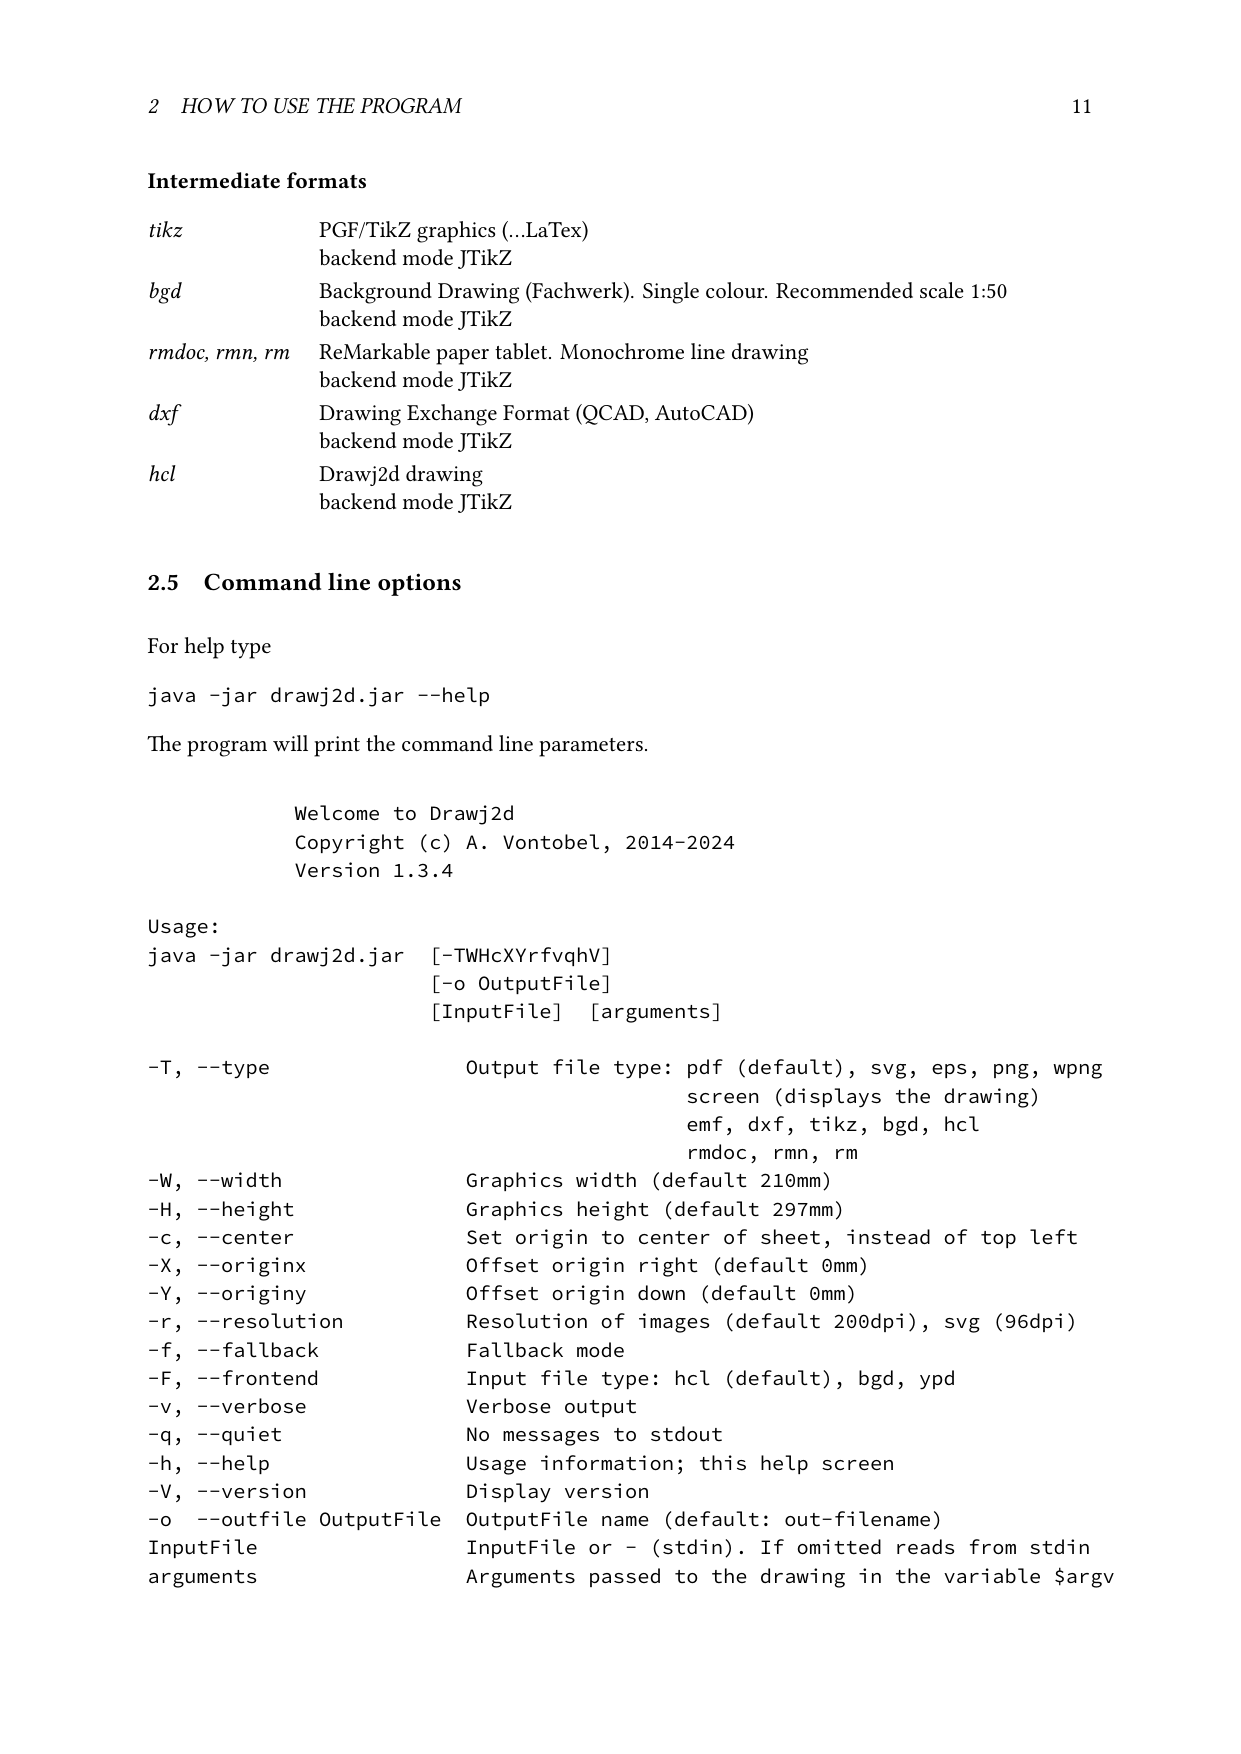 2 HOW TO USE THE PROGRAM 11
Intermediate formats
tikz PGF/TikZ graphics (…LaTex)
backend mode JTikZ
bgd Background Drawing (Fachwerk). Single colour. Recommended scale 1:50
backend mode JTikZ
rmdoc, rmn, rm ReMarkable paper tablet. Monochrome line drawing
backend mode JTikZ
dxf Drawing Exchange Format (QCAD, AutoCAD)
backend mode JTikZ
hcl Drawj2d drawing
backend mode JTikZ
2.5 Command line options
For help type
java -jar drawj2d.jar --help
The program will print the command line parameters.
Welcome to Drawj2d
Copyright (c) A. Vontobel, 2014-2024
Version 1.3.4
Usage:
java -jar drawj2d.jar [-TWHcXYrfvqhV]
[-o OutputFile]
[InputFile] [arguments]
-T, --type Output file type: pdf (default), svg, eps, png, wpng
screen (displays the drawing)
emf, dxf, tikz, bgd, hcl
rmdoc, rmn, rm
-W, --width Graphics width (default 210mm)
-H, --height Graphics height (default 297mm)
-c, --center Set origin to center of sheet, instead of top left
-X, --originx Offset origin right (default 0mm)
-Y, --originy Offset origin down (default 0mm)
-r, --resolution Resolution of images (default 200dpi), svg (96dpi)
-f, --fallback Fallback mode
-F, --frontend Input file type: hcl (default), bgd, ypd
-v, --verbose Verbose output
-q, --quiet No messages to stdout
-h, --help Usage information; this help screen
-V, --version Display version
-o --outfile OutputFile OutputFile name (default: out-filename)
InputFile InputFile or - (stdin). If omitted reads from stdin
arguments Arguments passed to the drawing in the variable $argv